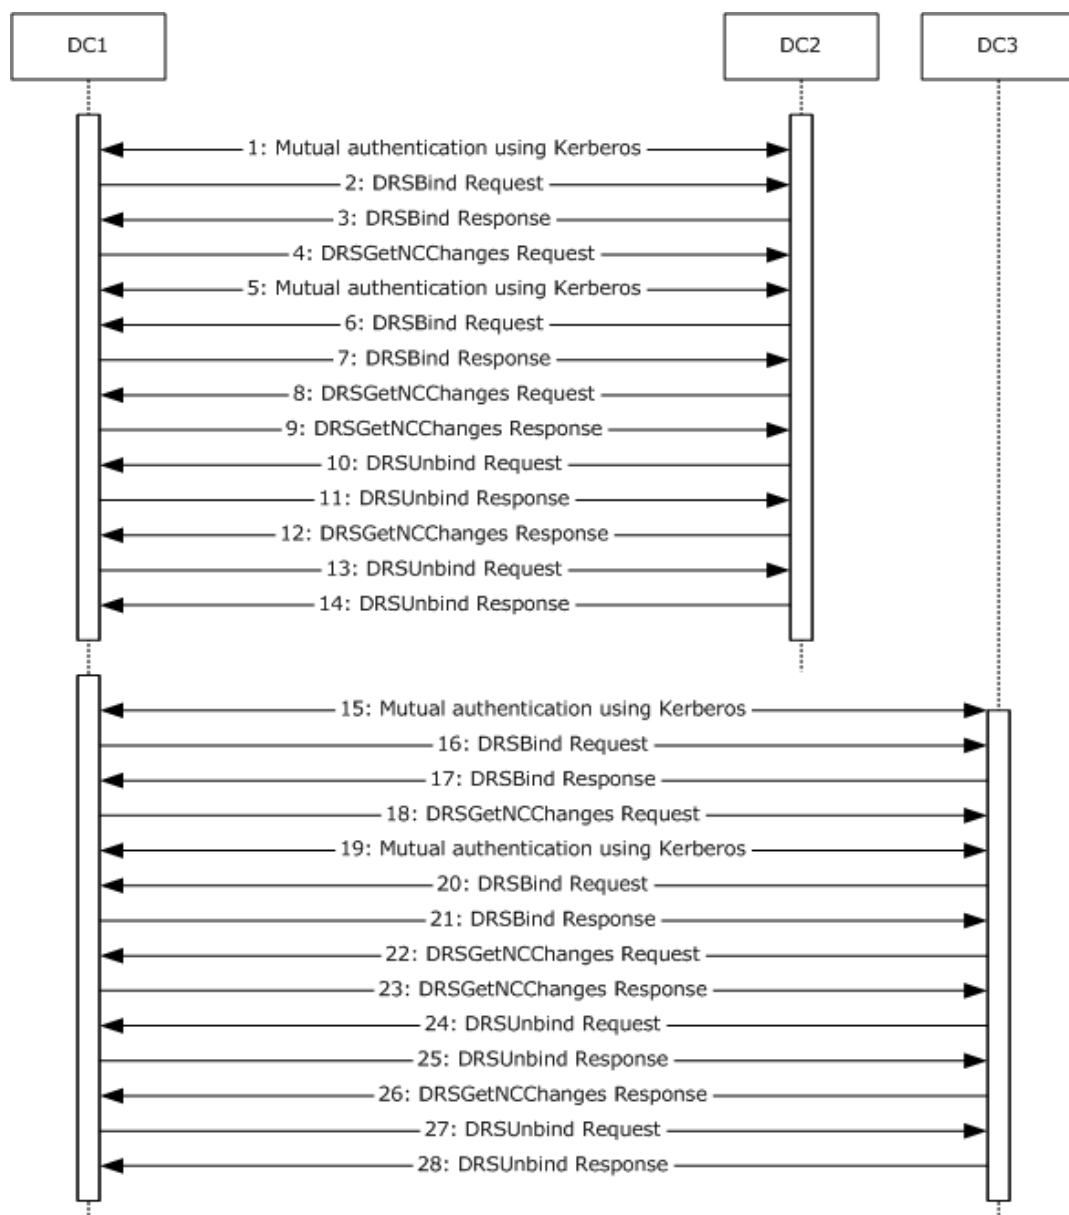 DC1
DC2
DC3
1: Mutual authentication using Kerberos
2: DRSBind Request
3: DRSBind Response
4: DRSGetNCChanges Request
5: Mutual authentication using Kerberos
6: DRSBind Request
7: DRSBind Response
8: DRSGetNCChanges Request
9: DRSGetNCChanges Response
10: DRSUnbind Request
11: DRSUnbind Response
12: DRSGetNCChanges Response
13: DRSUnbind Request
14: DRSUnbind Response
15: Mutual authentication using Kerberos
16: DRSBind Request
17: DRSBind Response
18: DRSGetNCChanges Request
19: Mutual authentication using Kerberos
20: DRSBind Request
21: DRSBind Response
22: DRSGetNCChanges Request
23: DRSGetNCChanges Response
24: DRSUnbind Request
25: DRSUnbind Response
26: DRSGetNCChanges Response
27: DRSUnbind Request
28: DRSUnbind Response